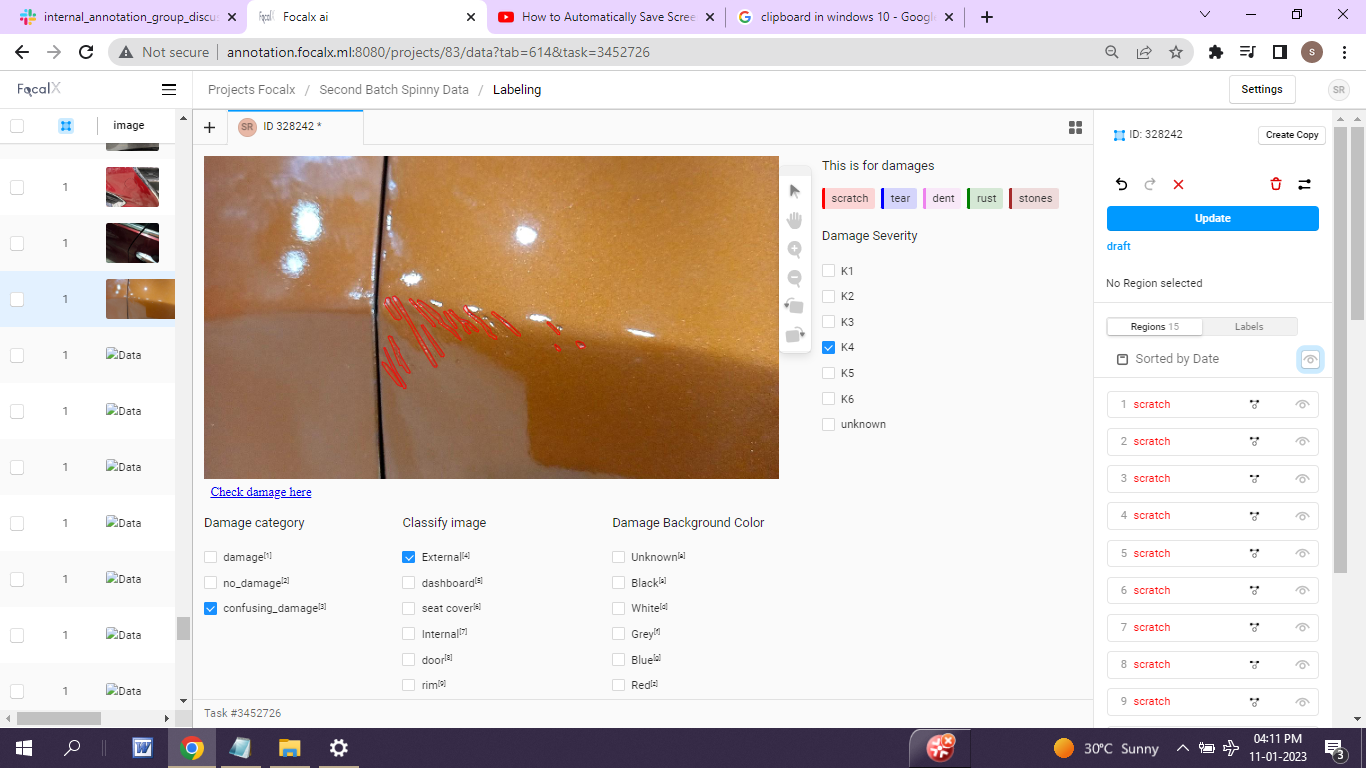 internal_annotation_group_discu
Focalx ai
How to Automatically Save Scree
clipboard in windows 10 - Google
Not secure
annotation.focalx.ml:8080/projects/83/data?tab=614&task=3452726
S
FocalX
Projects Focalx / Second Batch Spinny Data / Labeling
Settings
SR
image
1
1
1
1 Data
1 Data
1 Data
1 Data
1 Data
1 Data
1 Data
SR ID 328242 *
This is for damages
scratch tear dent rust stones
Damage Severity
K1
K2
K3
K4
K5
K6
unknown
Check damage here
Damage category
damage[1]
no_damage[2]
confusing_damage[3]
Classify image
External[4]
dashboard[5]
seat cover[6]
Internal[7]
door[8]
rim[9]
Damage Background Color
Unknown
Black
White[d]
Grey[f]
Blue[g]
Red
Task #3452726
ID: 328242
Create Copy
Update
draft
No Region selected
Regions 15 Labels
Sorted by Date
1 scratch
2 scratch
3 scratch
4 scratch
5 scratch
6 scratch
7 scratch
8 scratch
9 scratch
30°C Sunny
04:11 PM
11-01-2023
3